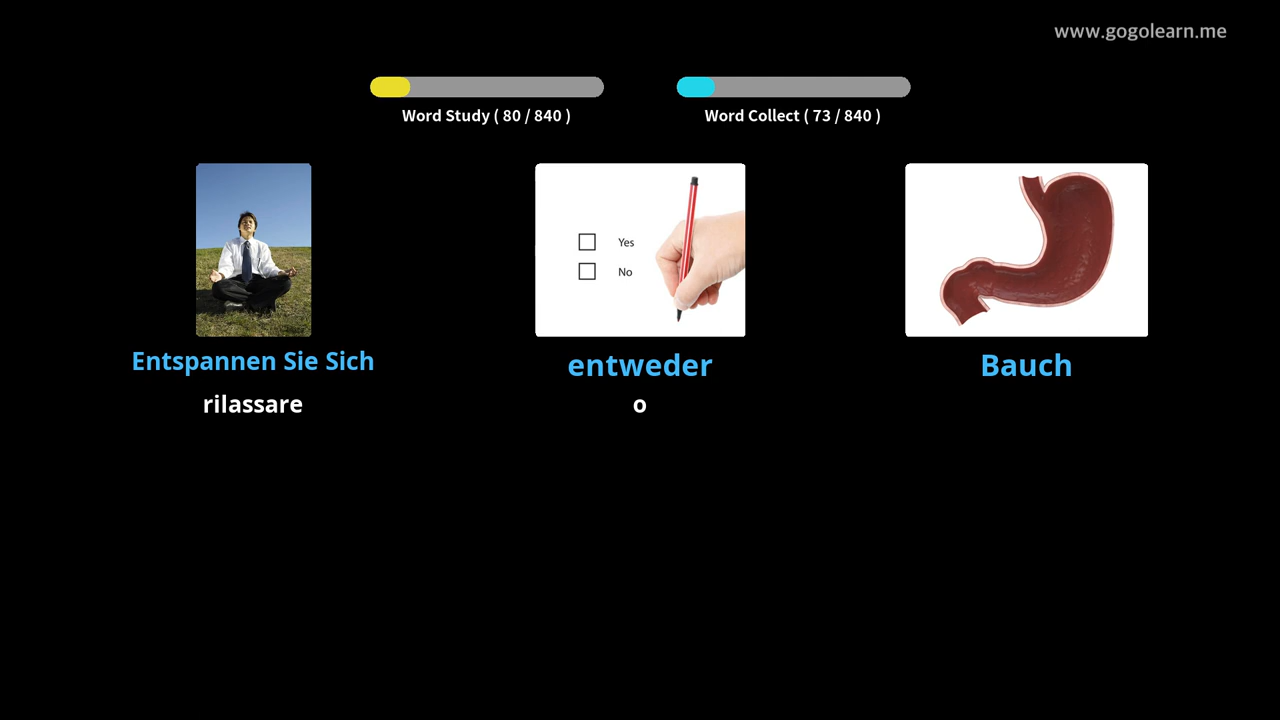 www.gogolearn.me
Word Study ( 80 / 840 )
Word Collect ( 73 / 840 )
Yes
No
Entspannen Sie Sich
entweder
Bauch
rilassare
o